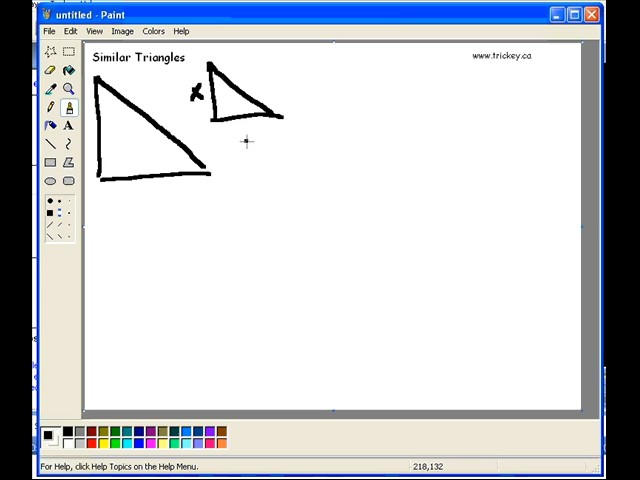 untitled - Paint
File Edit View Image Colors Help
Similar Triangles
www.trickey.ca
x
A
For Help, click Help Topics on the Help Menu.
218,132